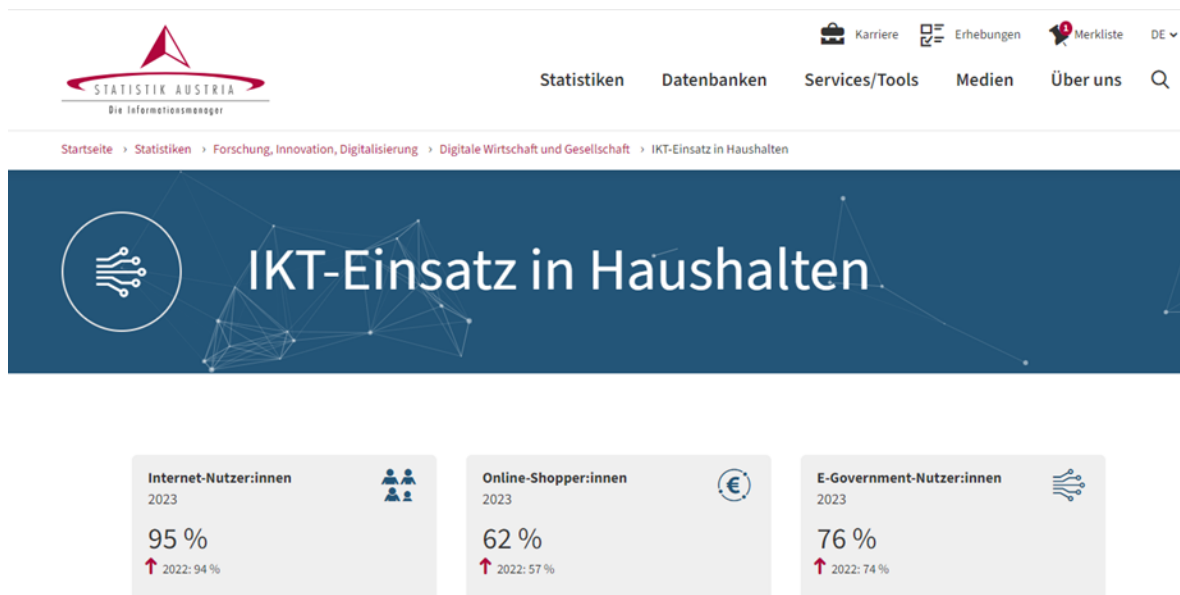 Karriere Erhebungen 1 Merkliste DE
STATISTIK AUSTRIA
Die Informationsmanager
Statistiken Datenbanken Services/Tools Medien Über uns
Startseite > Statistiken > Forschung, Innovation, Digitalisierung > Digitale Wirtschaft und Gesellschaft > IKT-Einsatz in Haushalten
IKT-Einsatz in Haushalten
Internet-Nutzer:innen
2023
95 %
2022: 94 %
Online-Shopper:innen
2023
€
62 %
2022: 57 %
E-Government-Nutzer:innen
2023
76 %
2022: 74 %